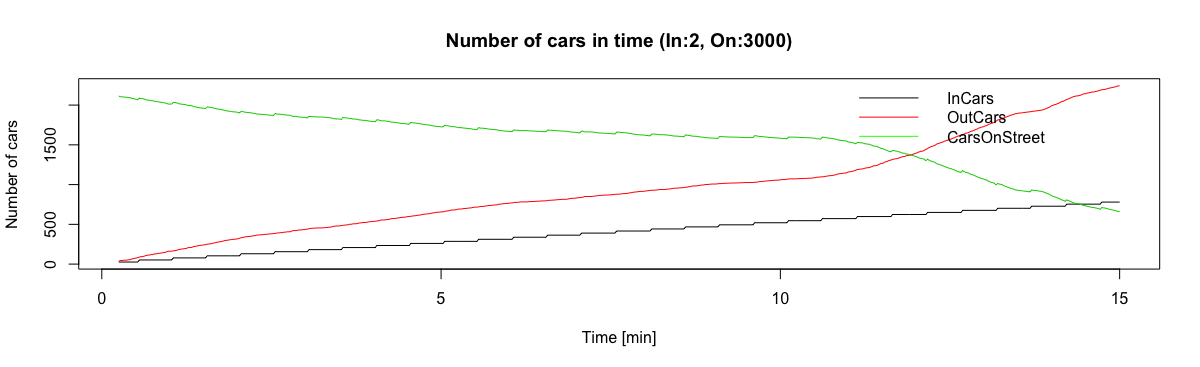 Number of cars in time (In:2, On:3000)
Number of cars
1500
500
0
InCars
OutCars
CarsOnStreet
0 5 10 15
Time [min]